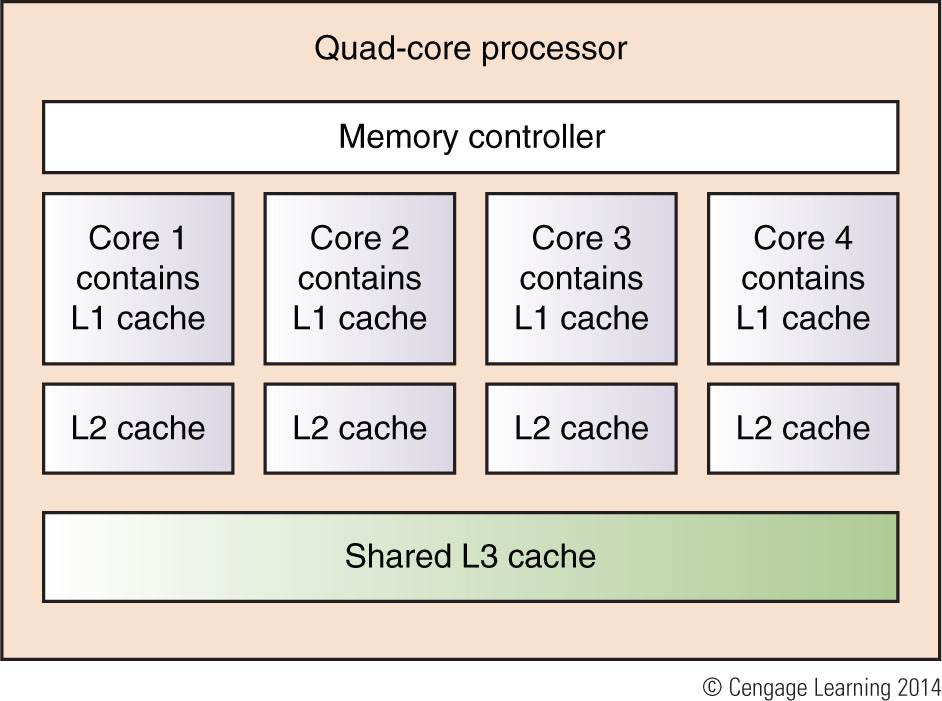 Quad-core processor
Memory controller
Core 1
contains
L1 cache
Core 2
contains
L1 cache
Core 3
contains
L1 cache
Core 4
contains
L1 cache
L2 cache
L2 cache
L2 cache
L2 cache
Shared L3 cache
© Cengage Learning 2014